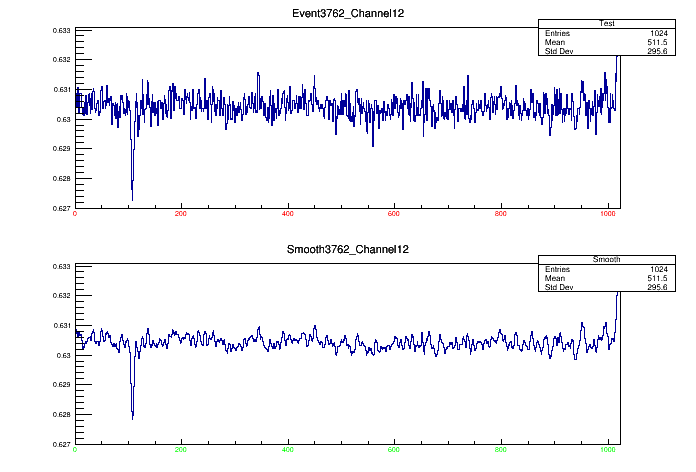 Event3762_Channel12
Test
Entries 1024
Mean 511.5
Std Dev 295.6
0.633
0.632
0.631
0.63
0.629
0.628
0.627
0 200 400 600 800 1000
Smooth3762_Channel12
Smooth
Entries 1024
Mean 511.5
Std Dev 295.6
0.633
0.632
0.631
0.63
0.629
0.628
0.627
0 200 400 600 800 1000